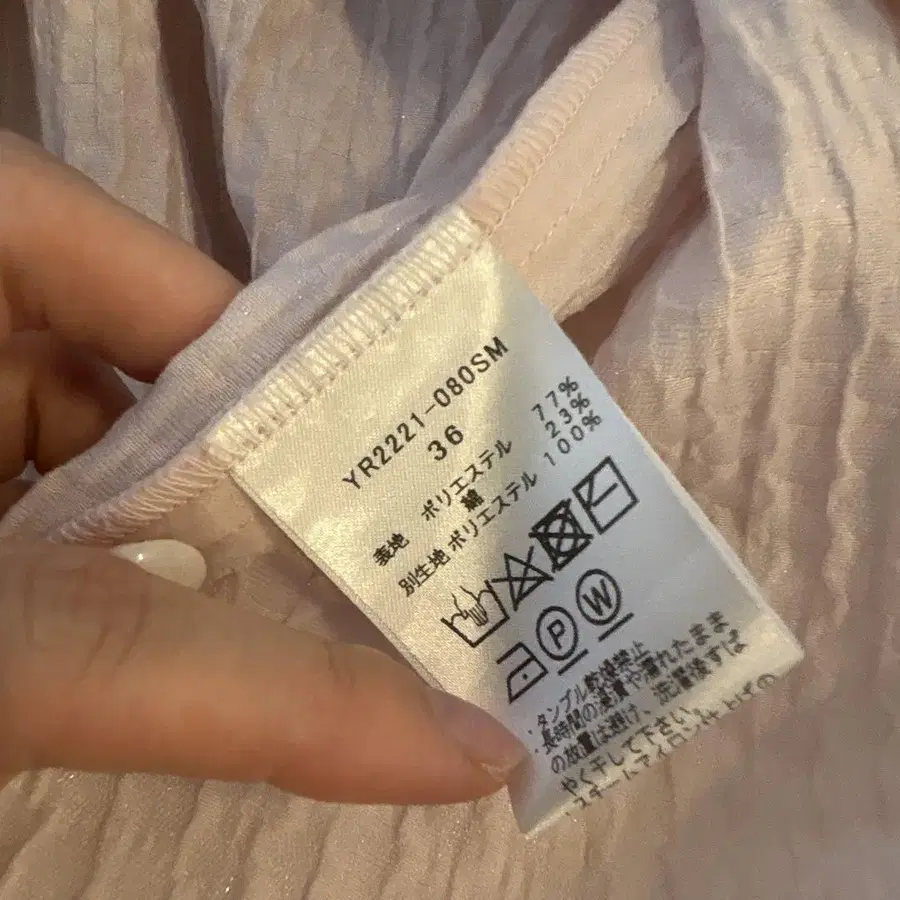 YR2221-080SM
36
表地 ポリエステル 77%
綿 23%
別生地 ポリエステル 100%
P W
・タンブル乾燥禁止
・長時間の浸漬や濡れたまま
の放置は避け、洗濯後すば
やく干して下さい。